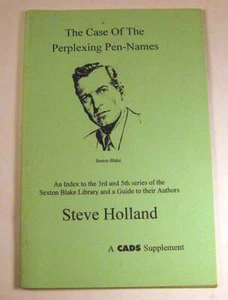 The Case Of The
Perplexing Pen-Names
Sexton Blake
An Index to the 3rd and 5th series of the
Sexton Blake Library and a Guide to their Authors
Steve Holland
A CADS Supplement